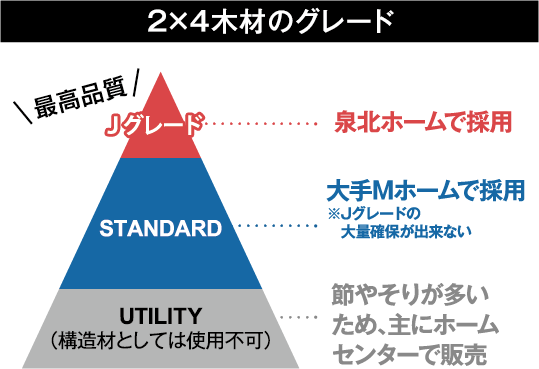 2×4木材のグレード
＼最高品質／
Jグレード
泉北ホームで採用
STANDARD
大手Mホームで採用
※Jグレードの
大量確保が出来ない
UTILITY
（構造材としては使用不可）
節やそりが多い
ため、主にホーム
センターで販売